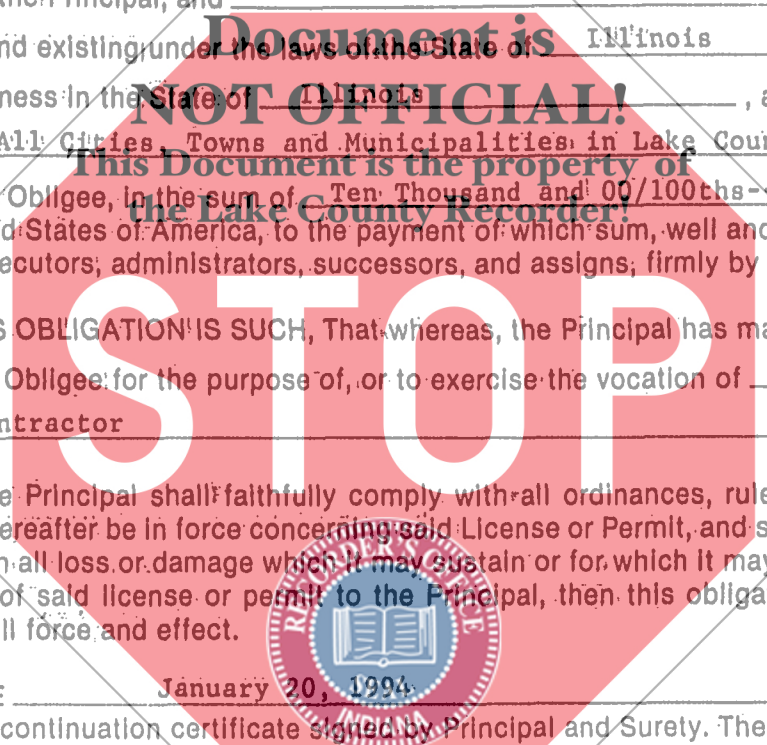 and existing under the laws of the State of Illinois
Document is
ness in the State of Illinois , a
NOT OFFICIAL!
All Cities, Towns and Municipalities in Lake Coun
This Document is the property of
Obligee, in the sum of Ten Thousand and 00/100ths--
the Lake County Recorder!
d States of America, to the payment of which sum, well and
ecutors, administrators, successors, and assigns, firmly by
S OBLIGATION IS SUCH, That whereas, the Principal has ma
Obligee for the purpose of, or to exercise the vocation of
ntractor
STOP
e Principal shall faithfully comply with all ordinances, rule
ereafter be in force concerning said License or Permit, and s
n all loss or damage which it may sustain or for which it may
of said license or permit to the Principal, then this obliga
ll force and effect.
RECORDER'S OFFICE
January 20, 1994
continuation certificate signed by Principal and Surety. The